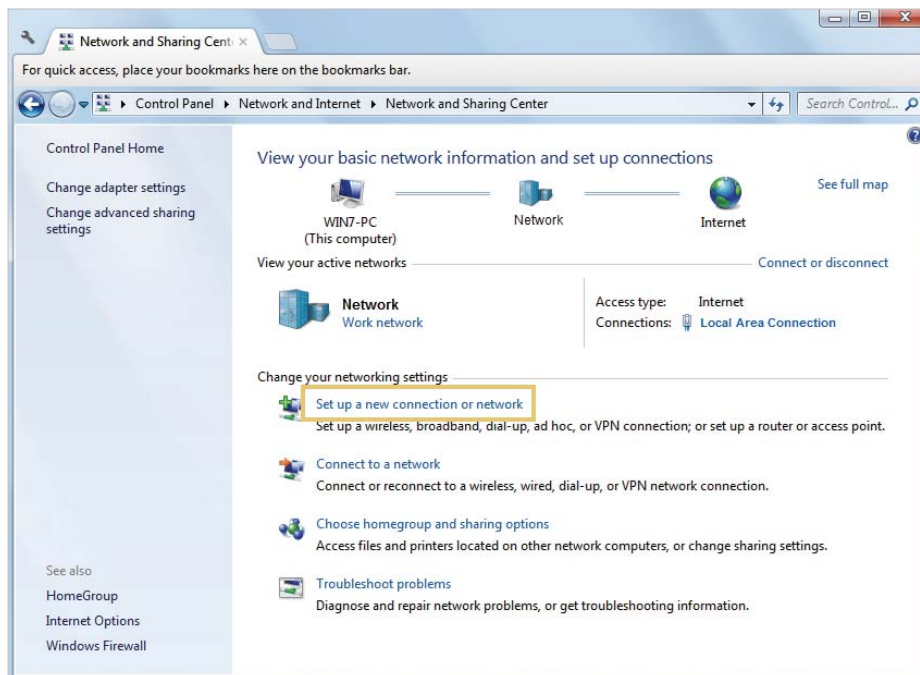 Network and Sharing Cent
For quick access, place your bookmarks here on the bookmarks bar.
Control Panel Network and Internet Network and Sharing Center
Search Control...
Control Panel Home
Change adapter settings
Change advanced sharing
settings
View your basic network information and set up connections
See full map
WIN7-PC
(This computer)
Network
Internet
View your active networks
Connect or disconnect
Network
Work network
Access type: Internet
Connections: Local Area Connection
Change your networking settings
Set up a new connection or network
Set up a wireless, broadband, dial-up, ad hoc, or VPN connection; or set up a router or access point.
Connect to a network
Connect or reconnect to a wireless, wired, dial-up, or VPN network connection.
Choose homegroup and sharing options
Access files and printers located on other network computers, or change sharing settings.
Troubleshoot problems
Diagnose and repair network problems, or get troubleshooting information.
See also
HomeGroup
Internet Options
Windows Firewall